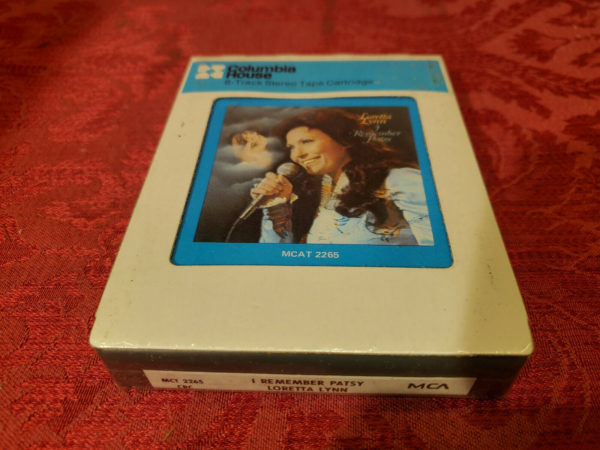 Columbia
House
8-Track Stereo Tape Cartridge
Loretta
Lynn
I
Remember
Patsy
MCAT 2265
MCT 2265
CRC
I REMEMBER PATSY
LORETTA LYNN
MCA